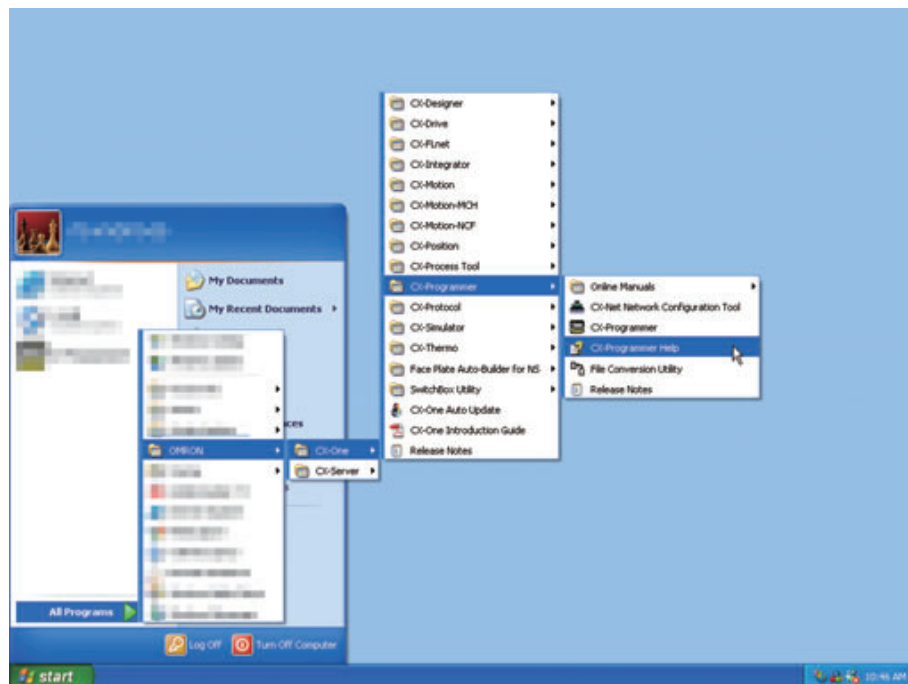 CX-Designer
CX-Drive
CX-FLnet
CX-Integrator
CX-Motion
CX-Motion-MCH
CX-Motion-NCF
CX-Position
CX-Process Tool
CX-Programmer
CX-Protocol
CX-Simulator
CX-Thermo
Face Plate Auto-Builder for NS
SwitchBox Utility
CX-One Auto Update
CX-One Introduction Guide
Release Notes
Online Manuals
CX-Net Network Configuration Tool
CX-Programmer
CX-Programmer Help
File Conversion Utility
Release Notes
My Documents
My Recent Documents
ces
OMRON
CX-One
CX-Server
s
All Programs
Log Off
Turn Off Computer
start
10:46 AM